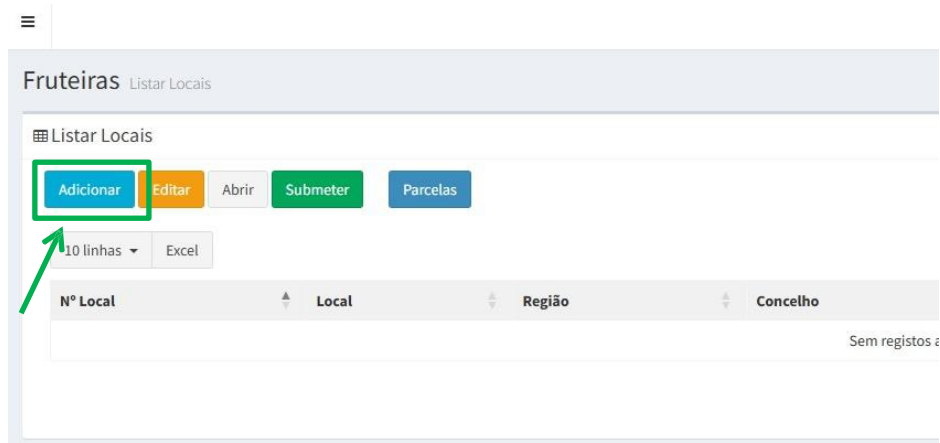 Fruteiras Listar Locais
Listar Locais
Adicionar Editar Abrir Submeter Parcelas
10 linhas Excel
Nº Local Local Região Concelho
Sem registos a